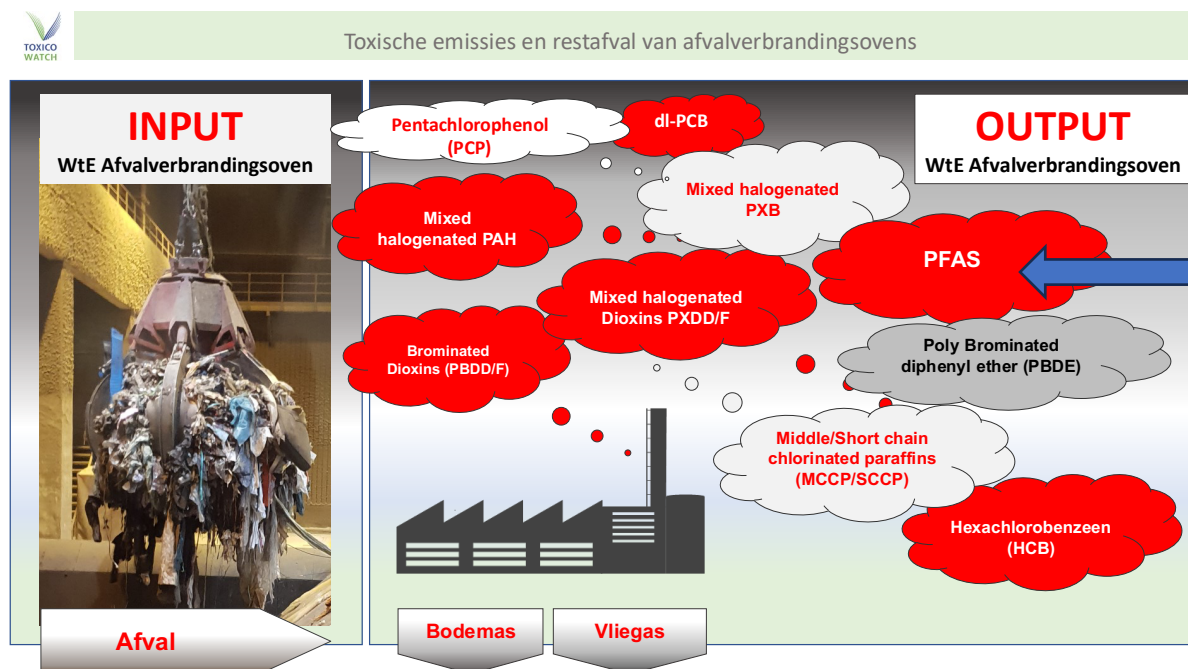 TOXICO
WATCH
Toxische emissies en restafval van afvalverbrandingsovens
INPUT
WtE Afvalverbrandingsoven
Afval
OUTPUT
WtE Afvalverbrandingsoven
Pentachlorophenol
(PCP)
dl-PCB
Mixed halogenated
PXB
Mixed
halogenated PAH
PFAS
Mixed halogenated
Dioxins PXDD/F
Brominated
Dioxins (PBDD/F)
Poly Brominated
diphenyl ether (PBDE)
Middle/Short chain
chlorinated paraffins
(MCCP/SCCP)
Hexachlorobenzeen
(HCB)
Bodemas
Vliegas